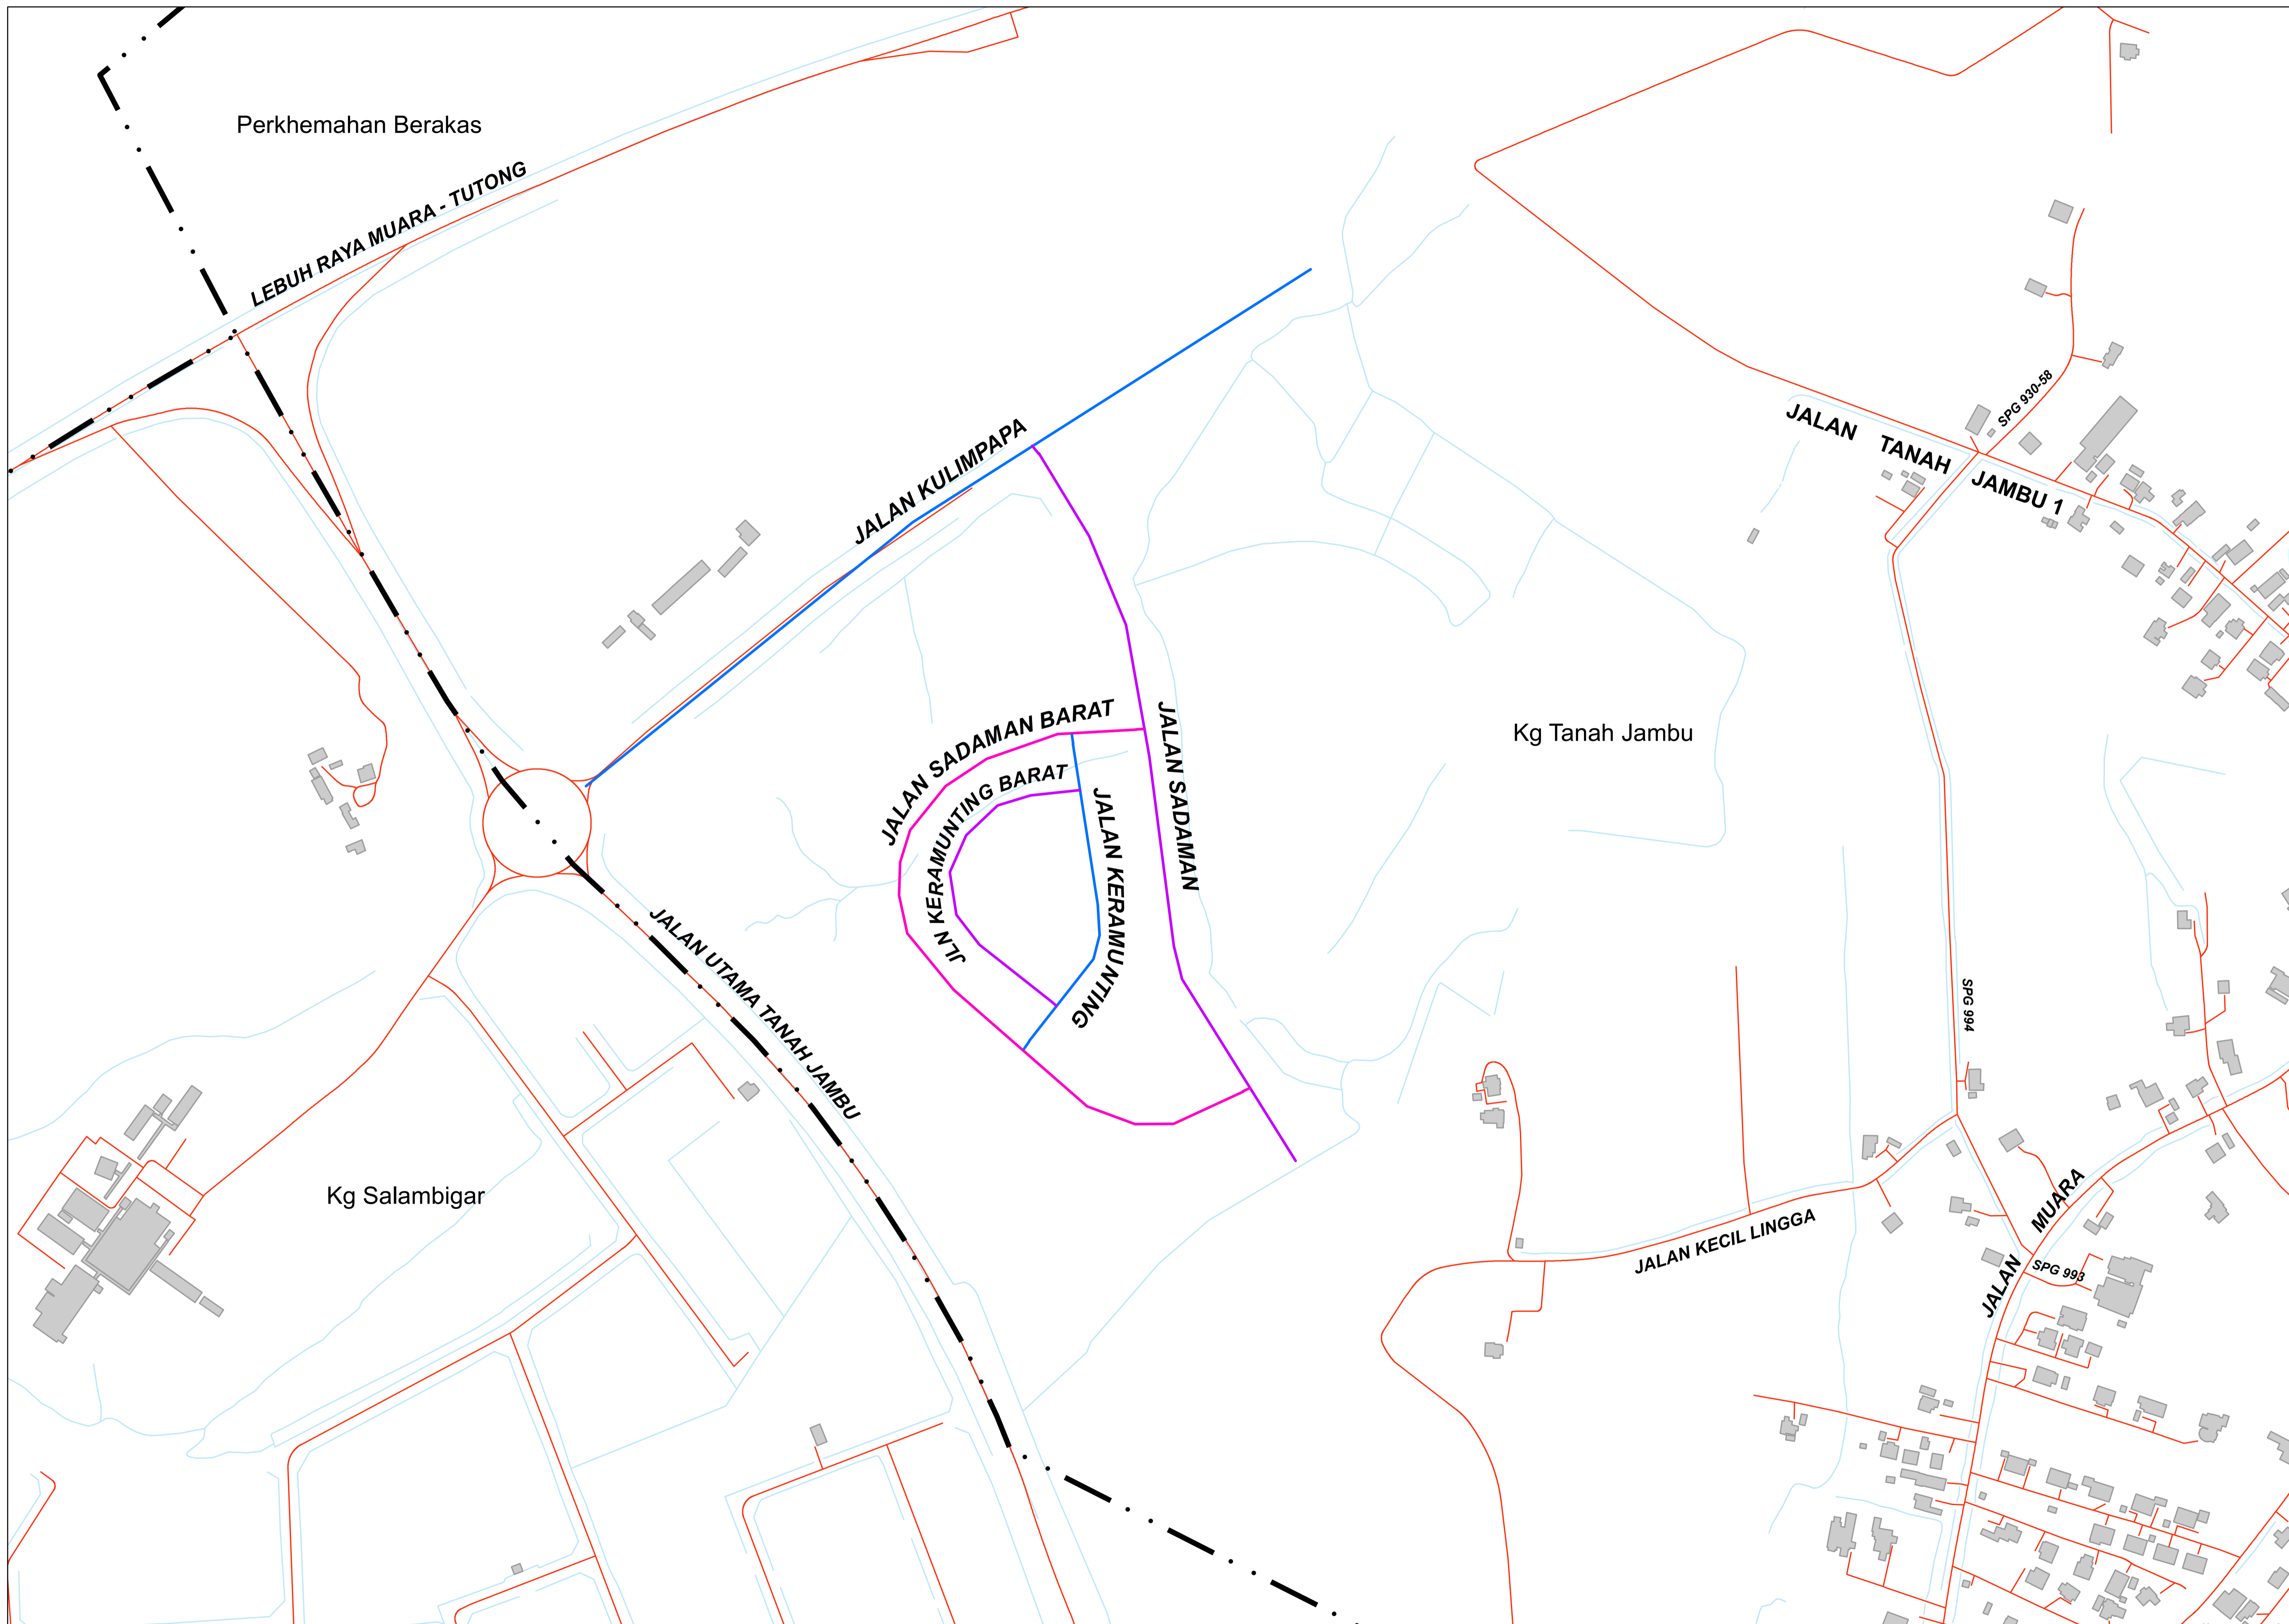 Perkhemahan Berakas
LEBUH RAYA MUARA - TUTONG
SPG 930-58
JALAN TANAH JAMBU 1
JALAN KULIMPAPA
JALAN SADAMAN BARAT
JALAN SADAMAN
Kg Tanah Jambu
JLN KERAMUNTING BARAT
JALAN KERAMUNTING
JALAN UTAMA TANAH JAMBU
SPG 994
Kg Salambigar
JALAN KECIL LINGGA
JALAN MUARA
SPG 993